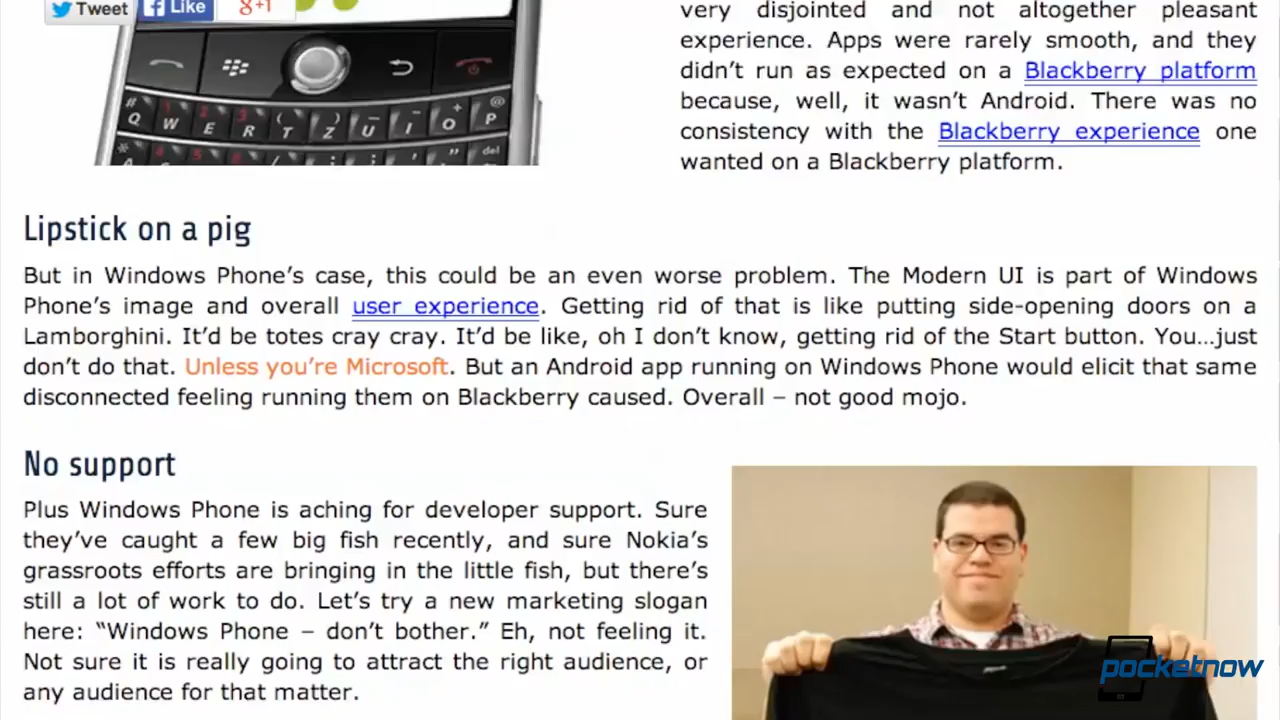 Tweet
Like
+1
very disjointed and not altogether pleasant
experience. Apps were rarely smooth, and they
didn't run as expected on a Blackberry platform
because, well, it wasn't Android. There was no
consistency with the Blackberry experience one
wanted on a Blackberry platform.
# Q W E R T Z U I O P @
del
Lipstick on a pig
But in Windows Phone's case, this could be an even worse problem. The Modern UI is part of Windows
Phone's image and overall user experience. Getting rid of that is like putting side-opening doors on a
Lamborghini. It'd be totes cray cray. It'd be like, oh I don't know, getting rid of the Start button. You...just
don't do that. Unless you're Microsoft. But an Android app running on Windows Phone would elicit that same
disconnected feeling running them on Blackberry caused. Overall – not good mojo.
No support
Plus Windows Phone is aching for developer support. Sure
they've caught a few big fish recently, and sure Nokia's
grassroots efforts are bringing in the little fish, but there's
still a lot of work to do. Let's try a new marketing slogan
here: "Windows Phone – don't bother." Eh, not feeling it.
Not sure it is really going to attract the right audience, or
any audience for that matter.
pocketnow